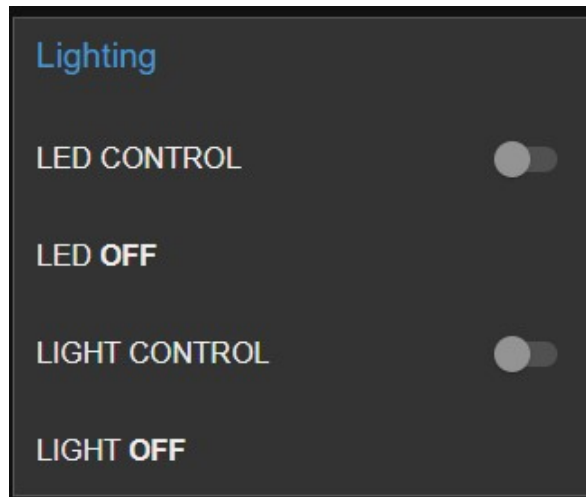 Lighting
LED CONTROL
LED OFF
LIGHT CONTROL
LIGHT OFF